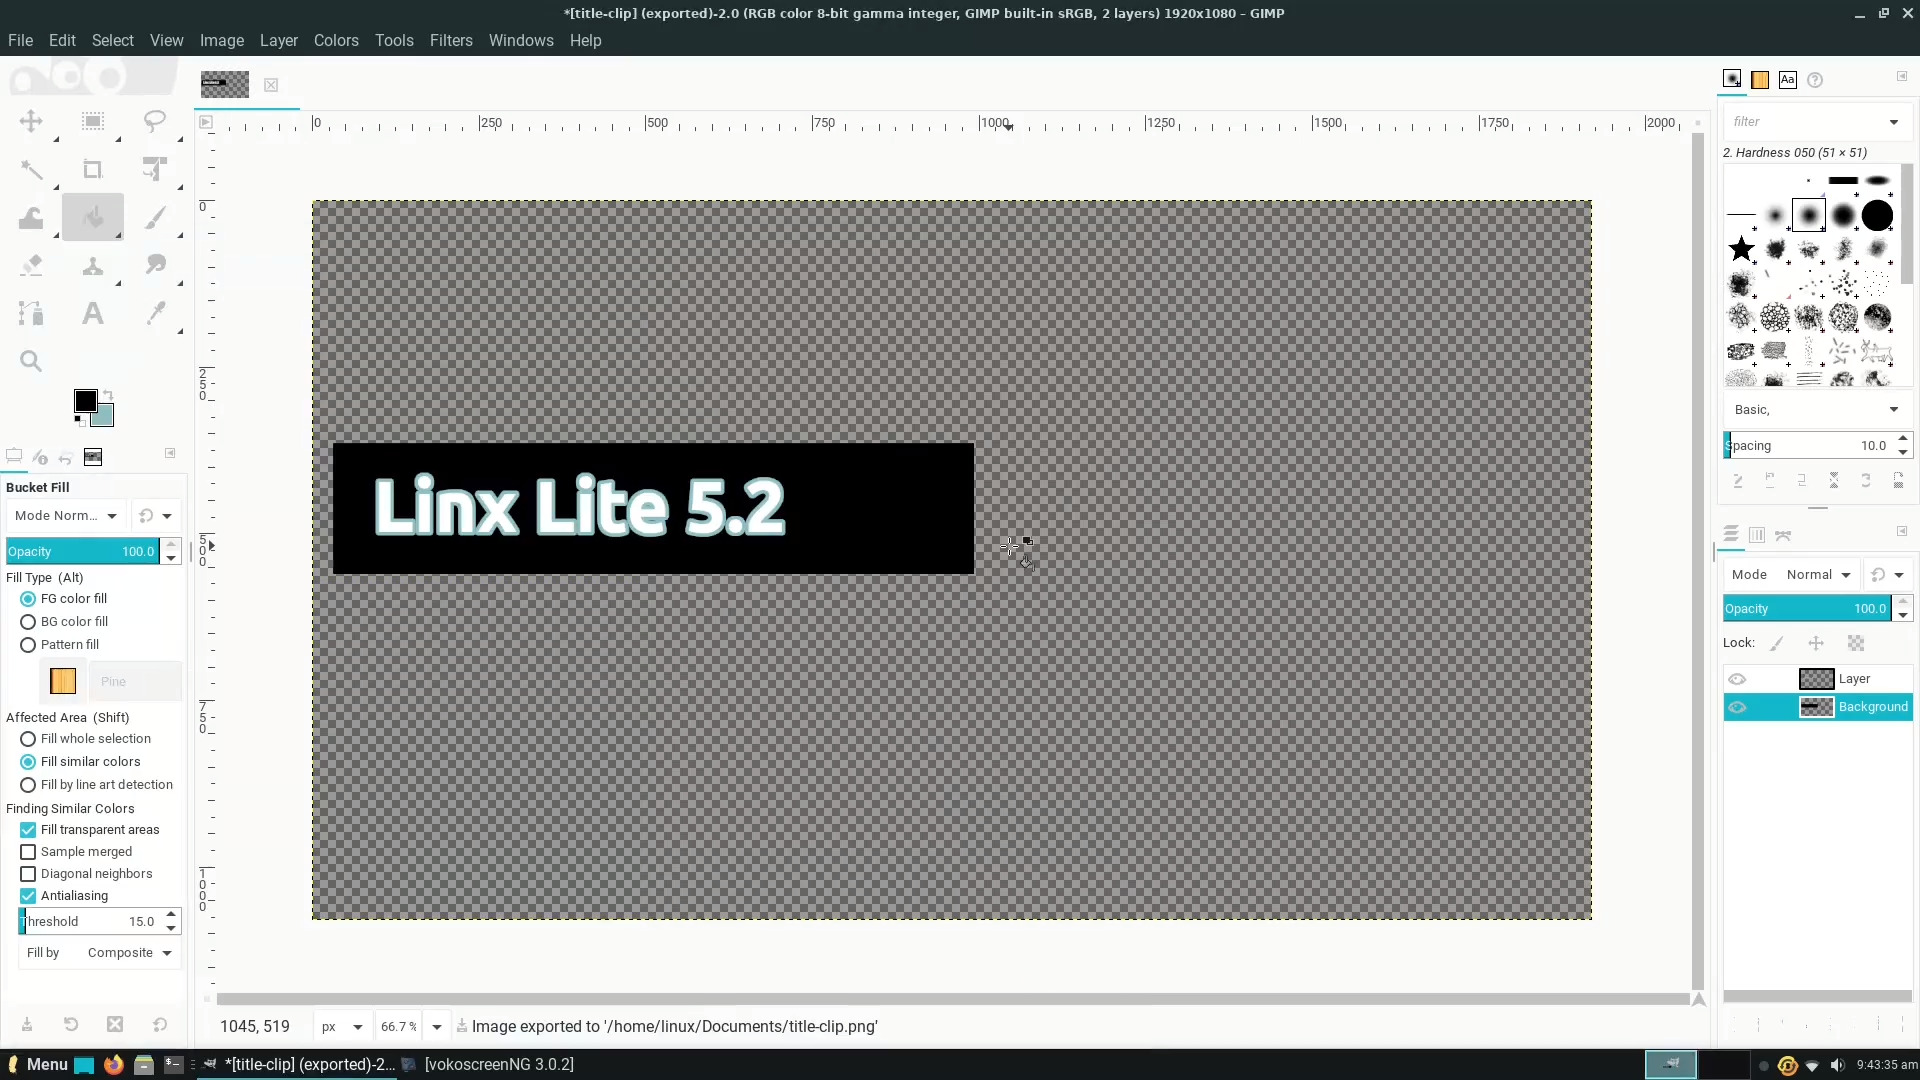 *[title-clip] (exported)-2.0 (RGB color 8-bit gamma integer, GIMP built-in sRGB, 2 layers) 1920x1080 – GIMP
File Edit Select View Image Layer Colors Tools Filters Windows Help
Aa
filter
0 250 500 750 1000 1250 1500 1750 2000
2. Hardness 050 (51 × 51)
0
250
500
750
1000
Linx Lite 5.2
Basic,
Spacing 10.0
Bucket Fill
Mode Norm...
Opacity 100.0
Fill Type (Alt)
FG color fill
BG color fill
Pattern fill
Pine
Affected Area (Shift)
Fill whole selection
Fill similar colors
Fill by line art detection
Finding Similar Colors
Fill transparent areas
Sample merged
Diagonal neighbors
Antialiasing
Threshold 15.0
Fill by Composite
Mode Normal
Opacity 100.0
Lock:
Layer
Background
1045, 519 px 66.7 % Image exported to '/home/linux/Documents/title-clip.png'
Menu *[title-clip] (exported)-2... [vokoscreenNG 3.0.2] 9:43:35 am